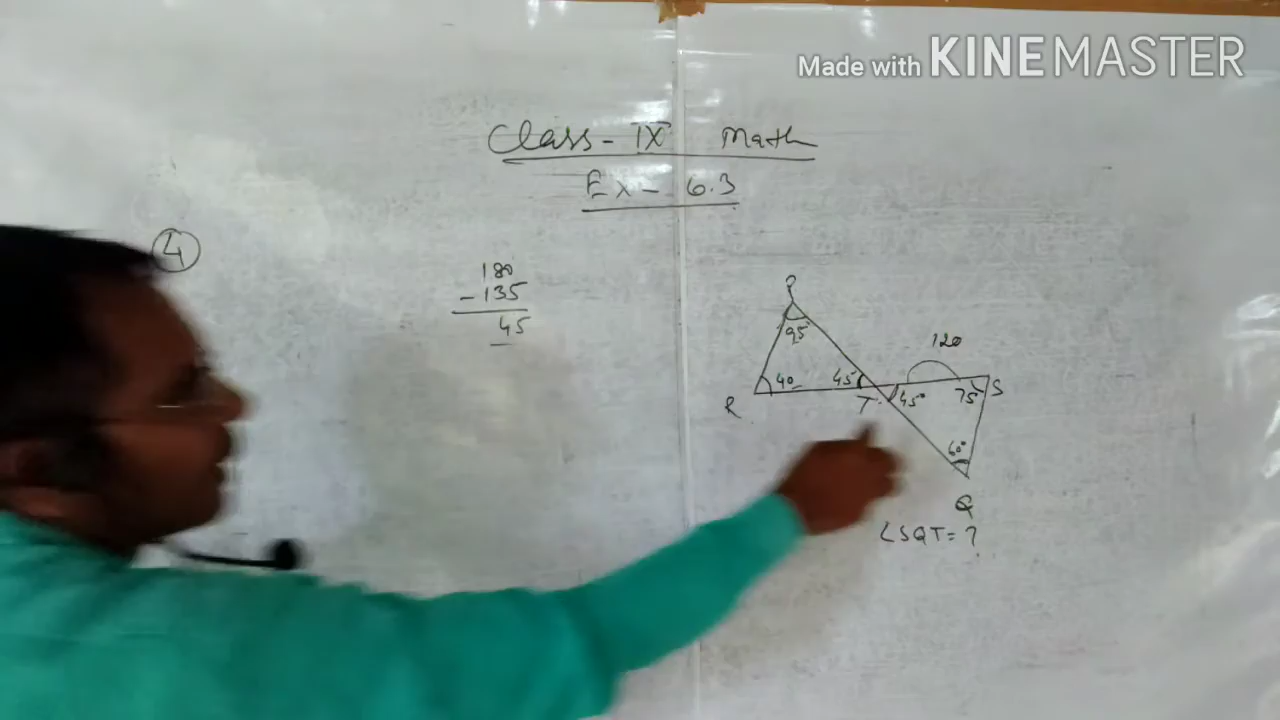 Made with KINEMASTER
Class - IX Math
Ex - 6.3
4
180
- 135
45
P
95°
120
R
40
45°
T
45°
75°
S
60°
Q
∠SQT = ?